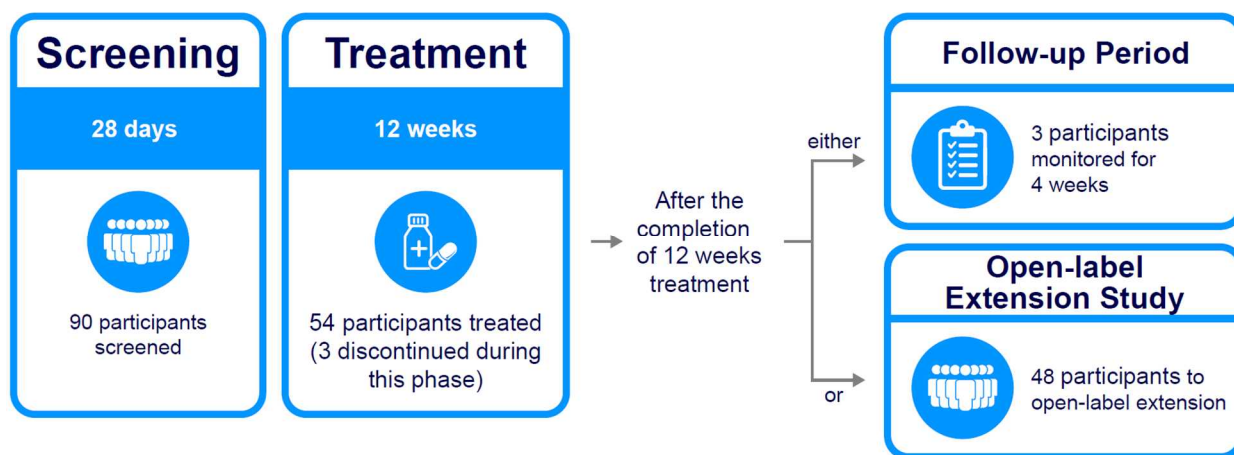 Screening
28 days
90 participants
screened
Treatment
12 weeks
54 participants treated
(3 discontinued during
this phase)
After the
completion
of 12 weeks
treatment
either
or
Follow-up Period
3 participants
monitored for
4 weeks
Open-label
Extension Study
48 participants to
open-label extension